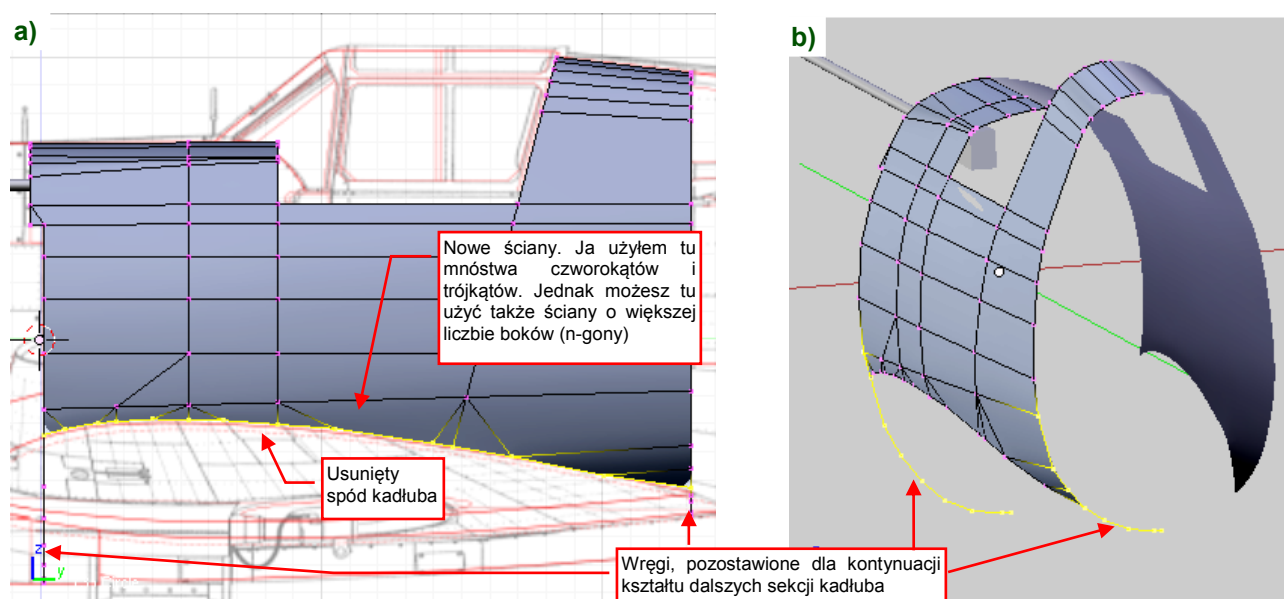 a)
b)
Nowe ściany. Ja użyłem tu
mnóstwa czworokątów i
trójkątów. Jednak możesz tu
użyć także ściany o większej
liczbie boków (n-gony)
Usunięty
spód kadłuba
Wręgi, pozostawione dla kontynuacji
kształtu dalszych sekcji kadłuba
z
y